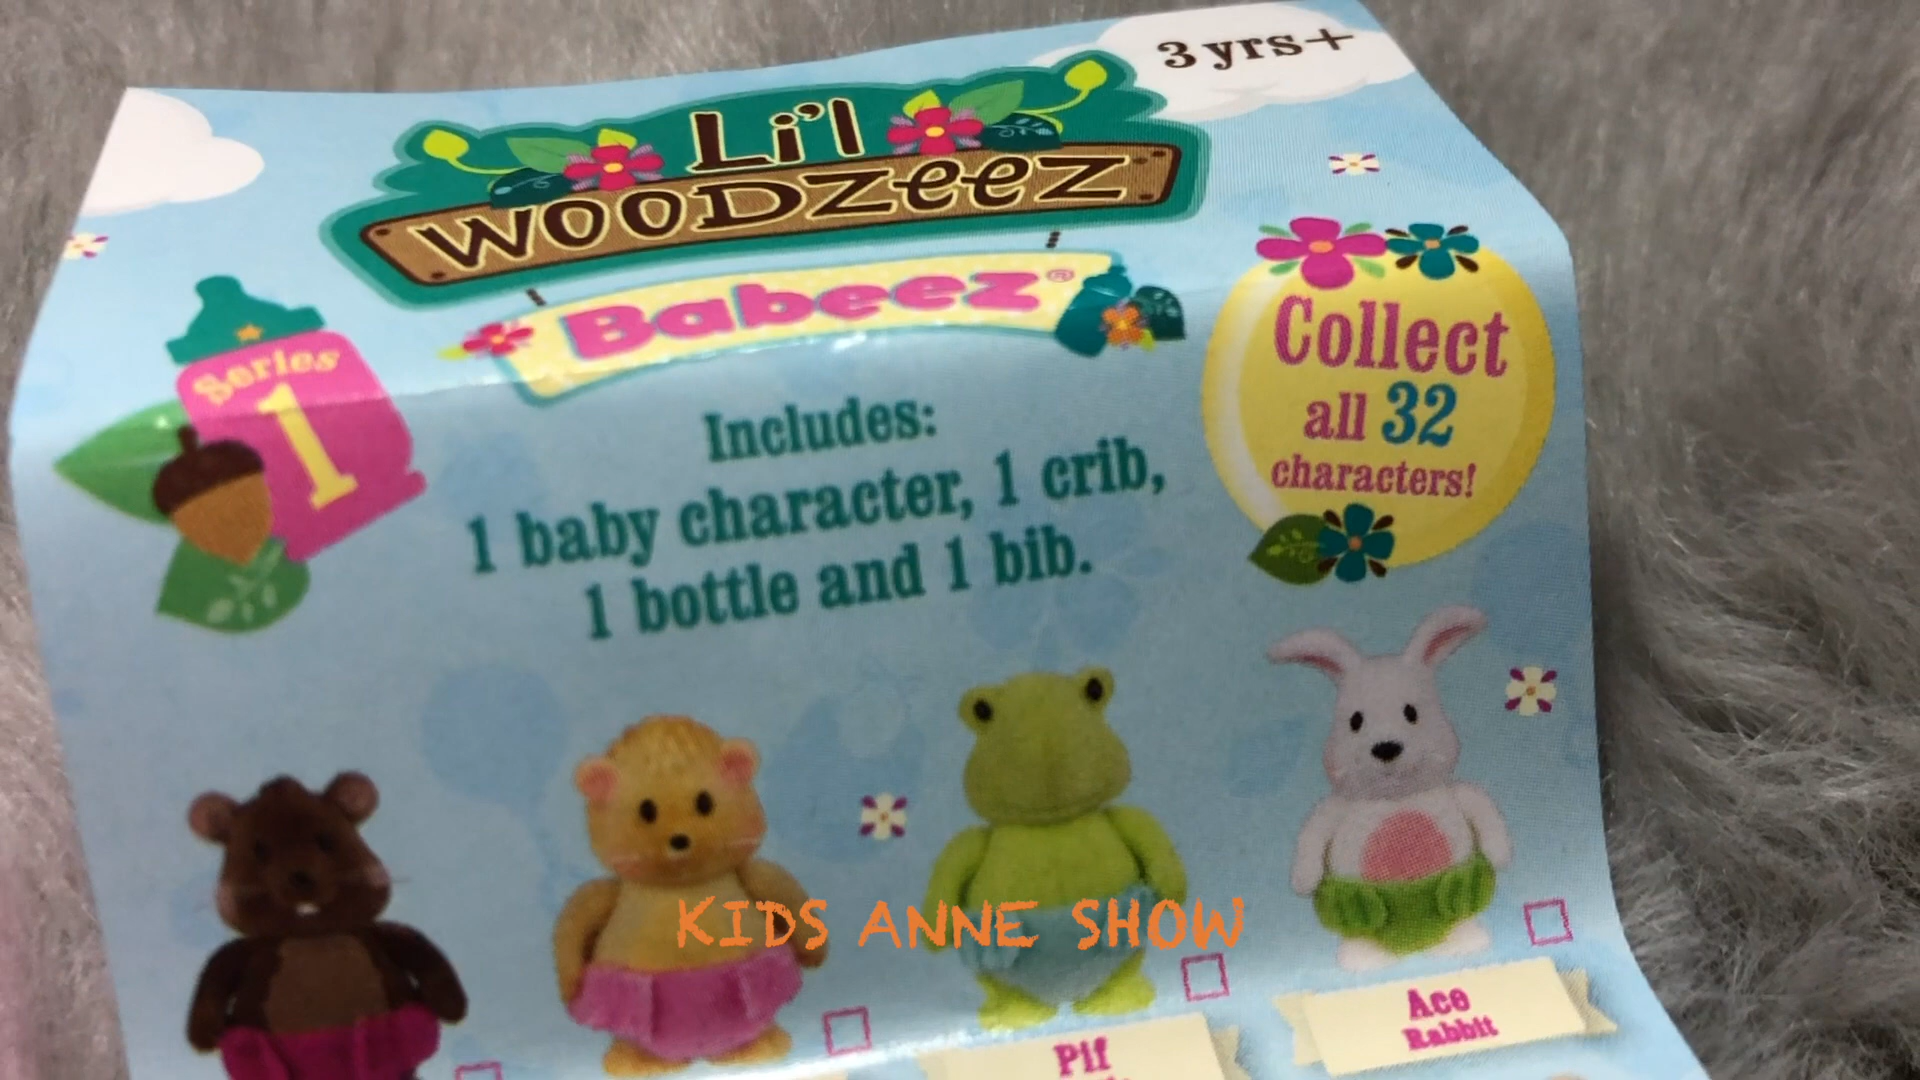 3 yrs+
Li'l
WOODZEEZ
Babeez®
Series
1
Collect
all 32
characters!
Includes:
1 baby character, 1 crib,
1 bottle and 1 bib.
KIDS ANNE SHOW
Ace
Rabbit
Pif